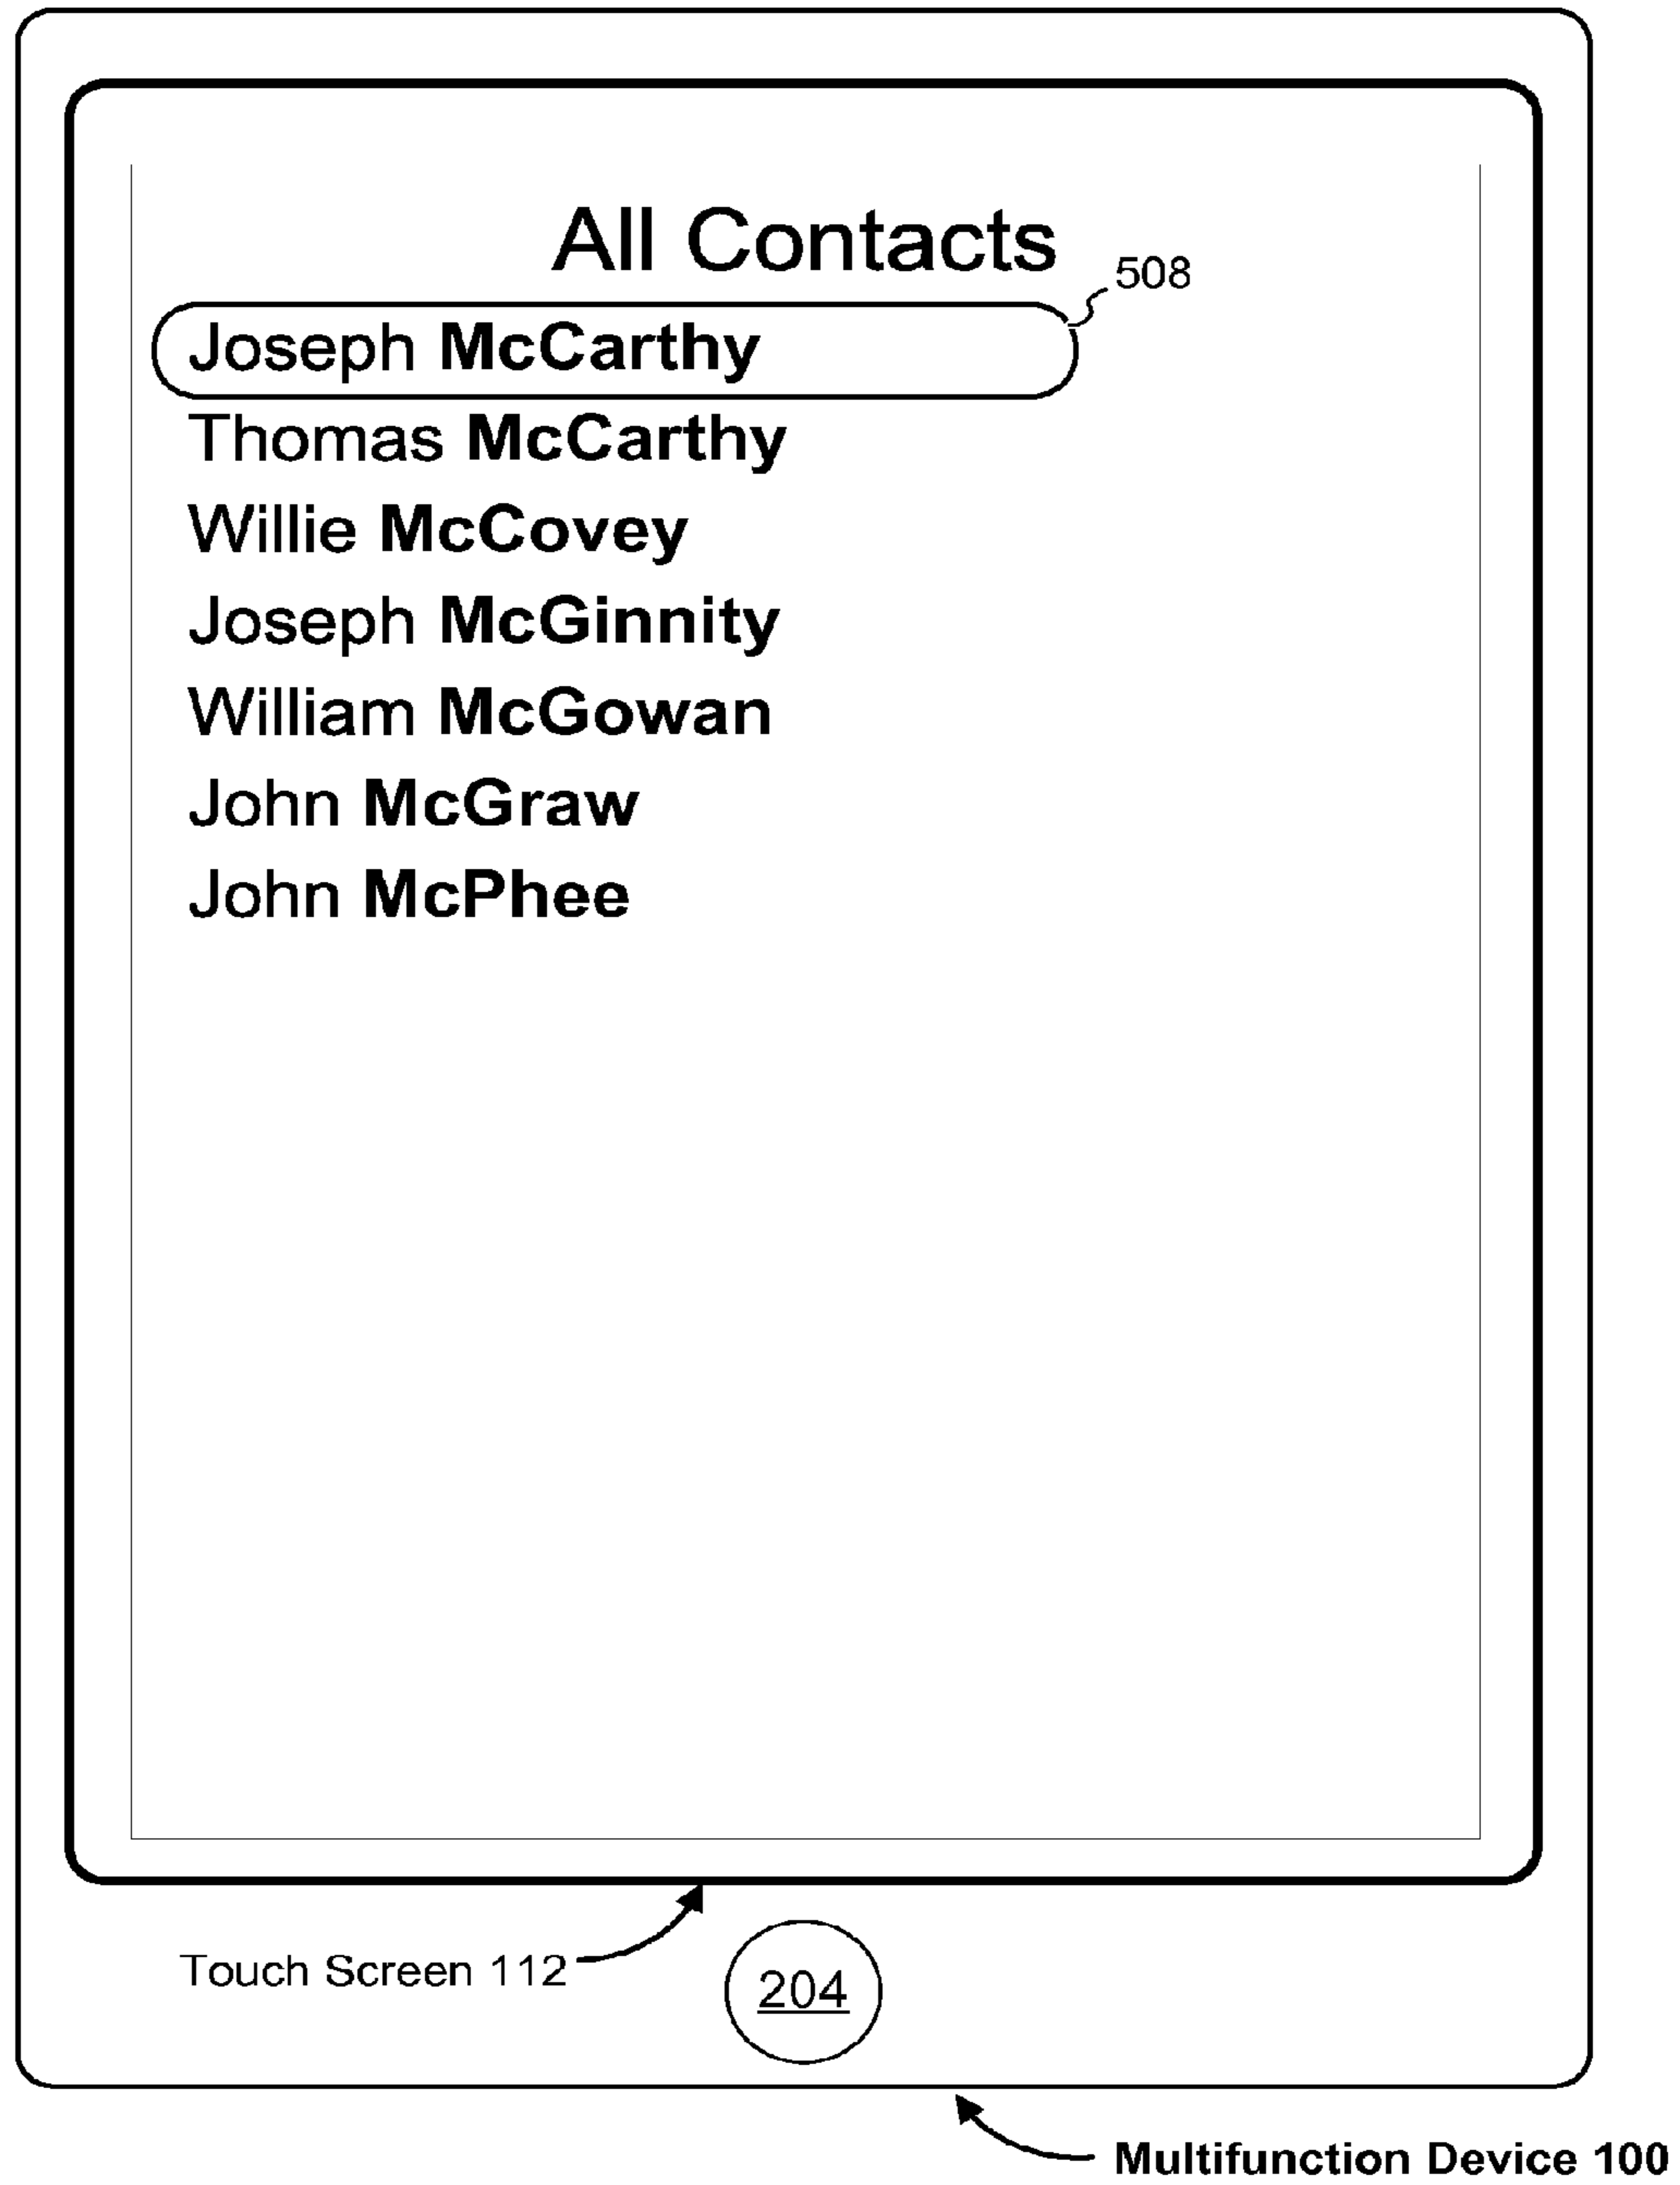 All Contacts
508
Joseph McCarthy
Thomas McCarthy
Willie McCovey
Joseph McGinnity
William McGowan
John McGraw
John McPhee
Touch Screen 112
204
Multifunction Device 100